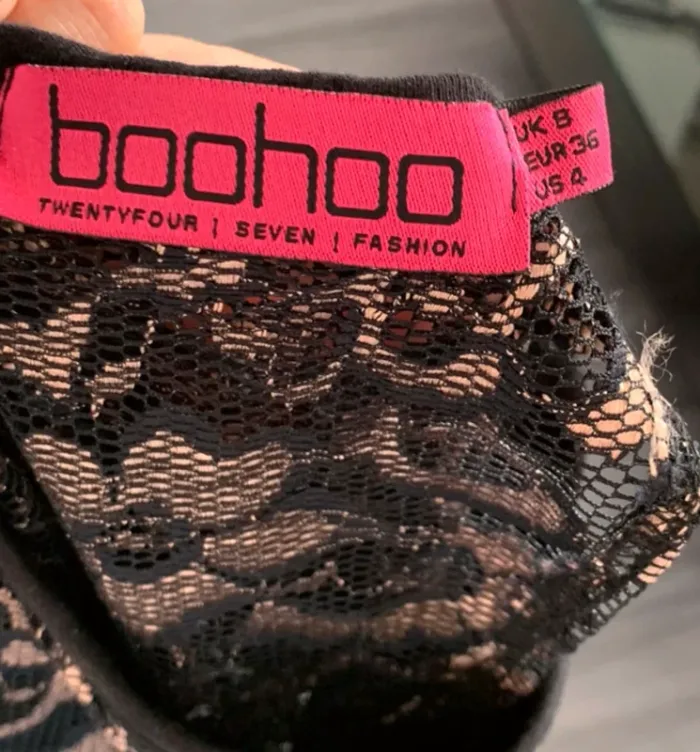 boohoo
TWENTYFOUR | SEVEN | FASHION
UK 8
EUR 36
US 4